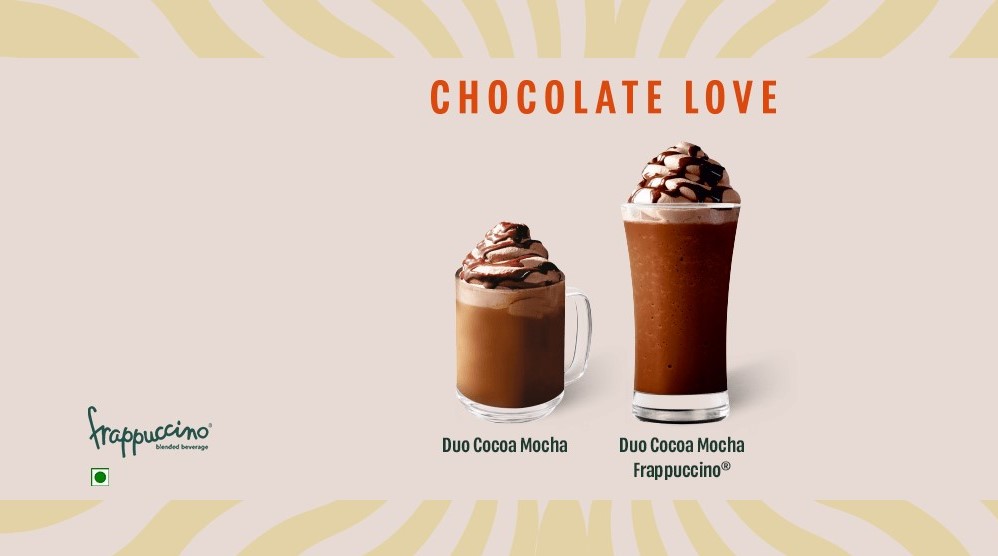 CHOCOLATE LOVE
Duo Cocoa Mocha
Duo Cocoa Mocha
Frappuccino®
frappuccino®
blended beverage